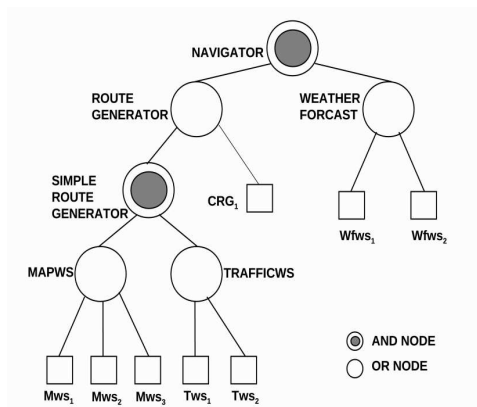 NAVIGATOR
ROUTE
GENERATOR
WEATHER
FORCAST
SIMPLE
ROUTE
GENERATOR
CRG1
Wfws1
Wfws2
MAPWS
TRAFFICWS
AND NODE
OR NODE
Mws1
Mws2
Mws3
Tws1
Tws2